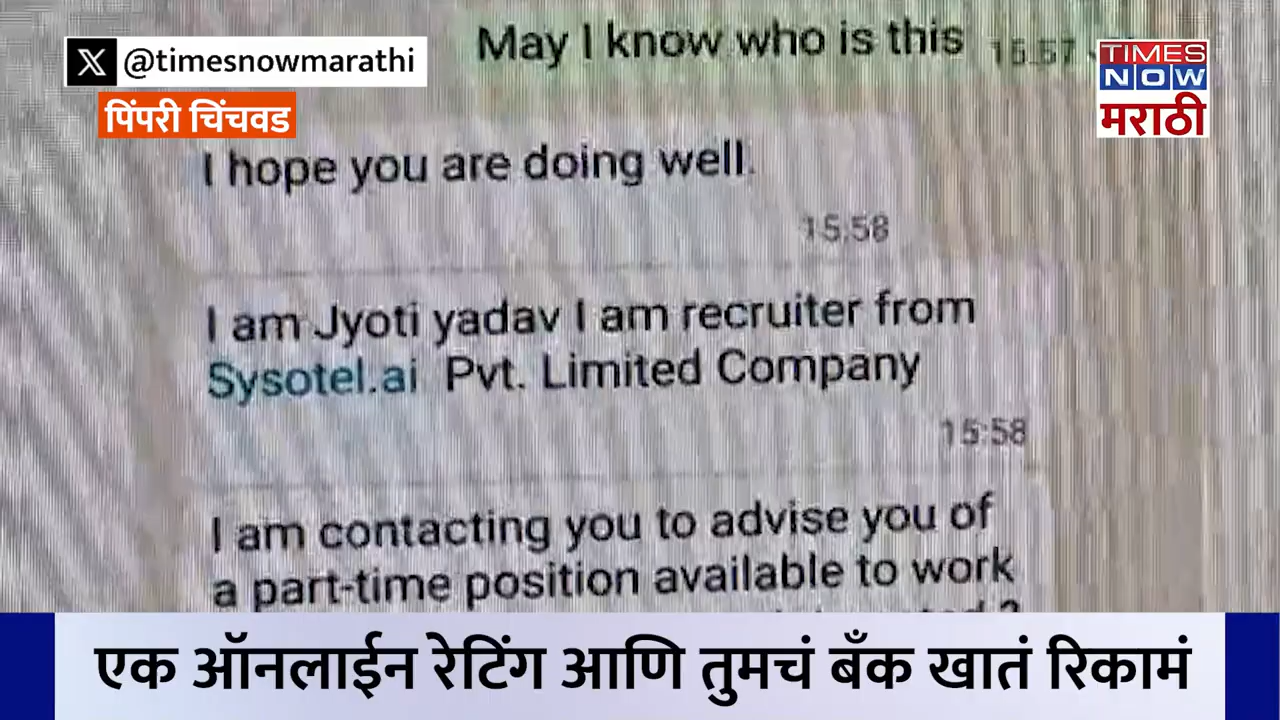 May I know who is this 15:57
@timesnowmarathi
TIMES
NOW
मराठी
पिंपरी चिंचवड
I hope you are doing well.
15:58
I am Jyoti yadav I am recruiter from
Sysotel.ai Pvt. Limited Company
15:58
I am contacting you to advise you of
a part-time position available to work
एक ऑनलाईन रेटिंग आणि तुमचं बँक खातं रिकामं